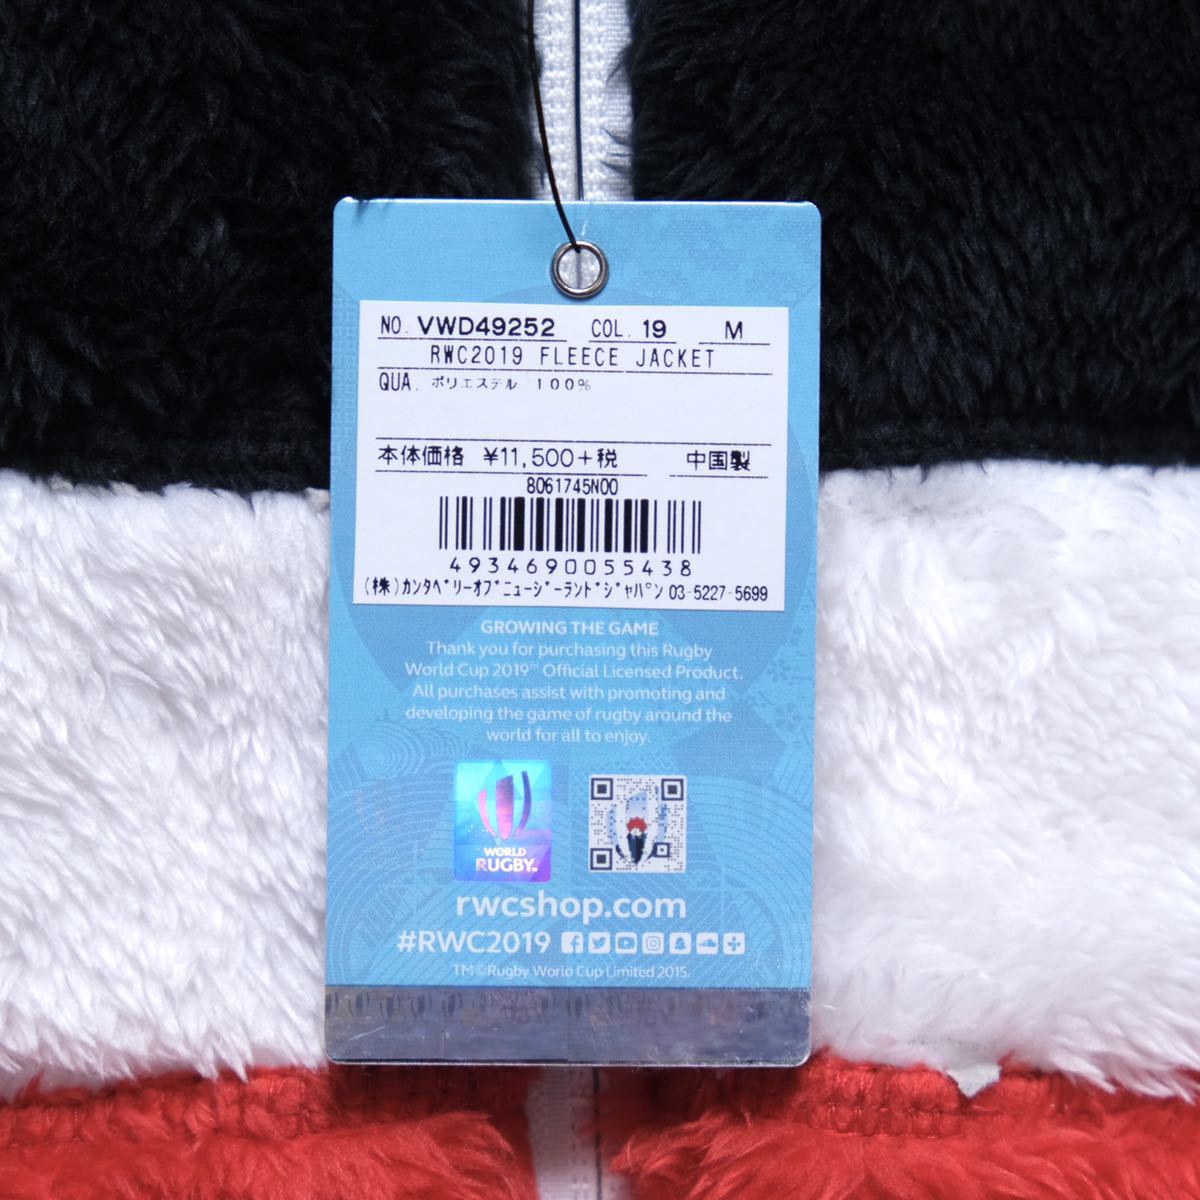 NO. VWD49252 COL. 19 M
RWC2019 FLEECE JACKET
QUA. ポリエステル 100%
本体価格 ¥11,500+税 中国製
8061745N00
4934690055438
(株)カンタベリーオブニュージーランドジャパン 03-5227-5699
GROWING THE GAME
Thank you for purchasing this Rugby
World Cup 2019™ Official Licensed Product.
All purchases assist with promoting and
developing the game of rugby around the
world for all to enjoy.
WORLD
RUGBY™
rwcshop.com
#RWC2019
TM ©Rugby World Cup Limited 2015.